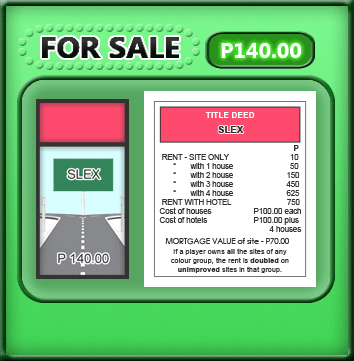 FOR SALE
P140.00
SLEX
P 140.00
TITLE DEED
SLEX
P
RENT - SITE ONLY 10
" with 1 house 50
" with 2 house 150
" with 3 house 450
" with 4 house 625
RENT WITH HOTEL 750
Cost of houses P100.00 each
Cost of hotels P100.00 plus
4 houses
MORTGAGE VALUE of site - P70.00
If a player owns all the sites of any
colour group, the rent is doubled on
unimproved sites in that group.